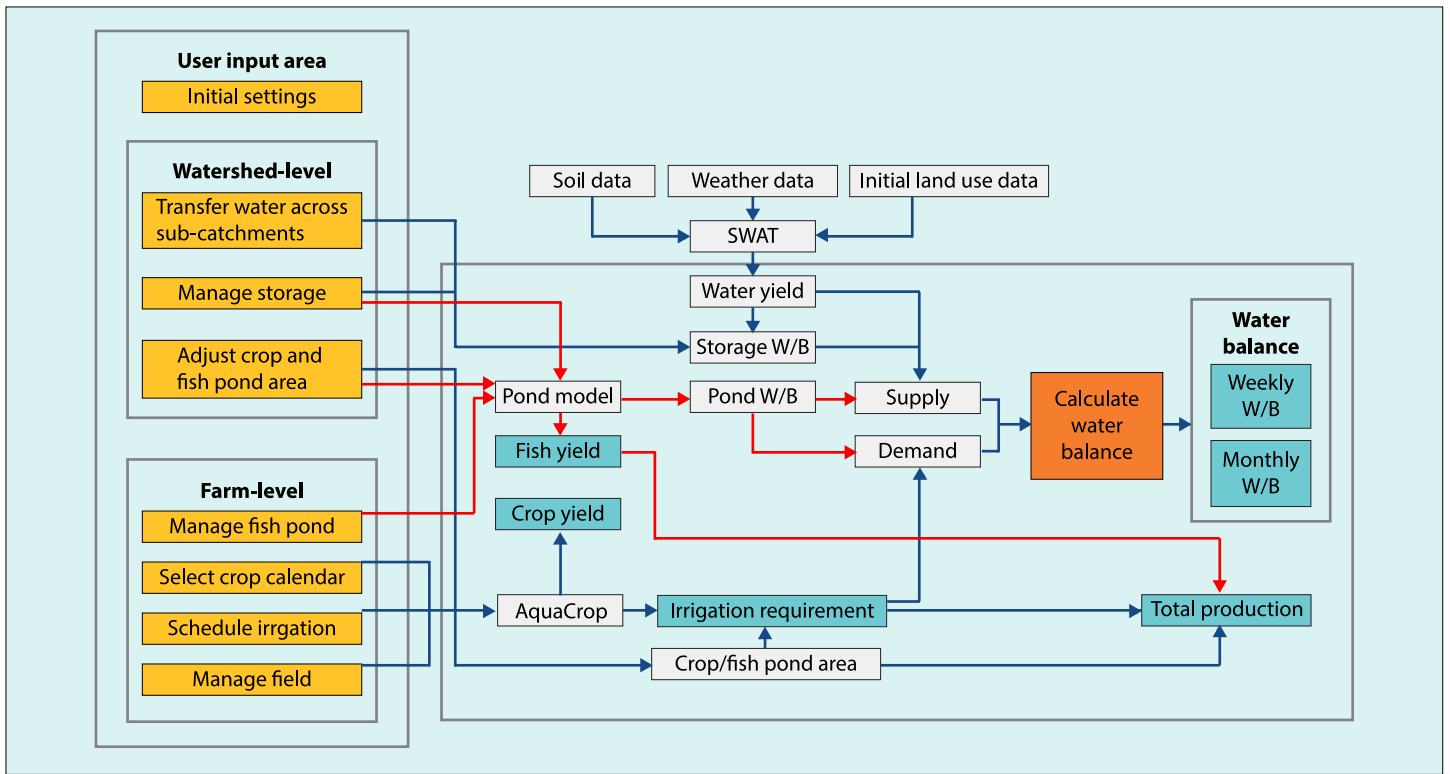 User input area
Initial settings
Watershed-level
Transfer water across
sub-catchments
Manage storage
Adjust crop and
fish pond area
Farm-level
Manage fish pond
Select crop calendar
Schedule irrgation
Manage field
Soil data
Weather data
Initial land use data
SWAT
Water yield
Storage W/B
Pond model
Pond W/B
Supply
Fish yield
Demand
Crop yield
AquaCrop
Irrigation requirement
Crop/fish pond area
Calculate
water
balance
Water
balance
Weekly
W/B
Monthly
W/B
Total production